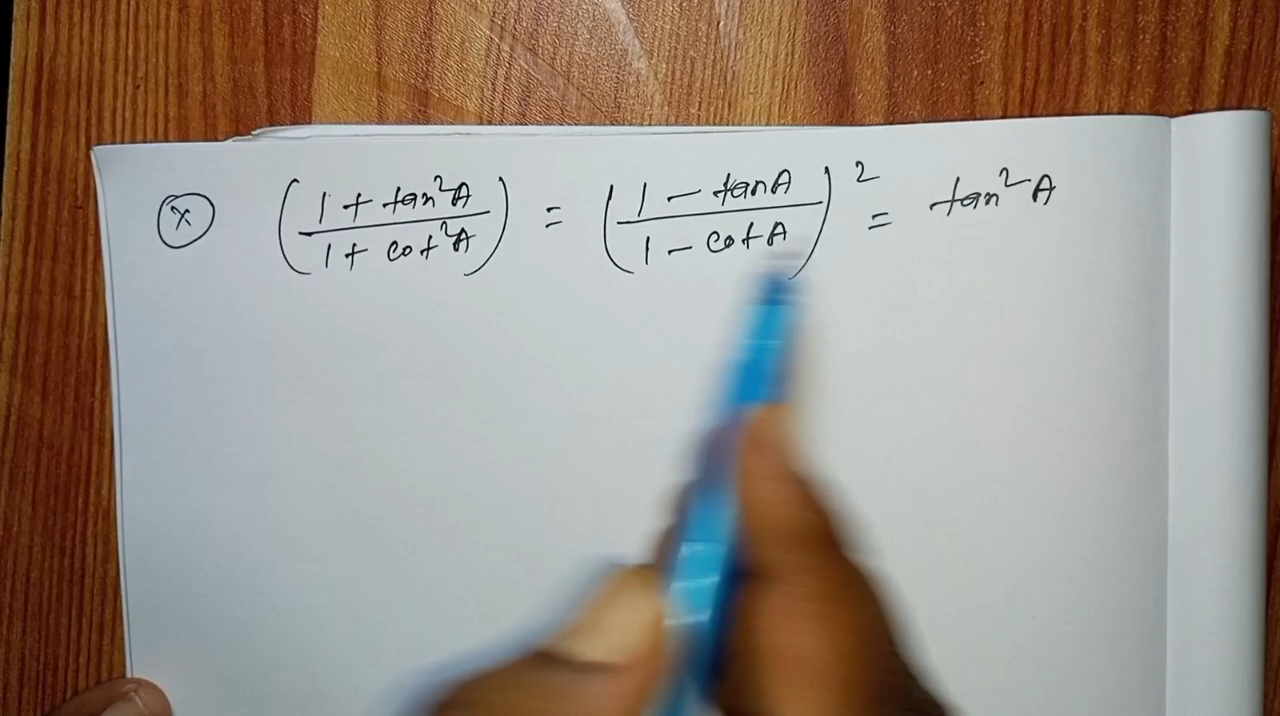 (x) ((1 + tan²A)/(1 + cot²A)) = ((1 - tanA)/(1 - cotA))² = tan²A